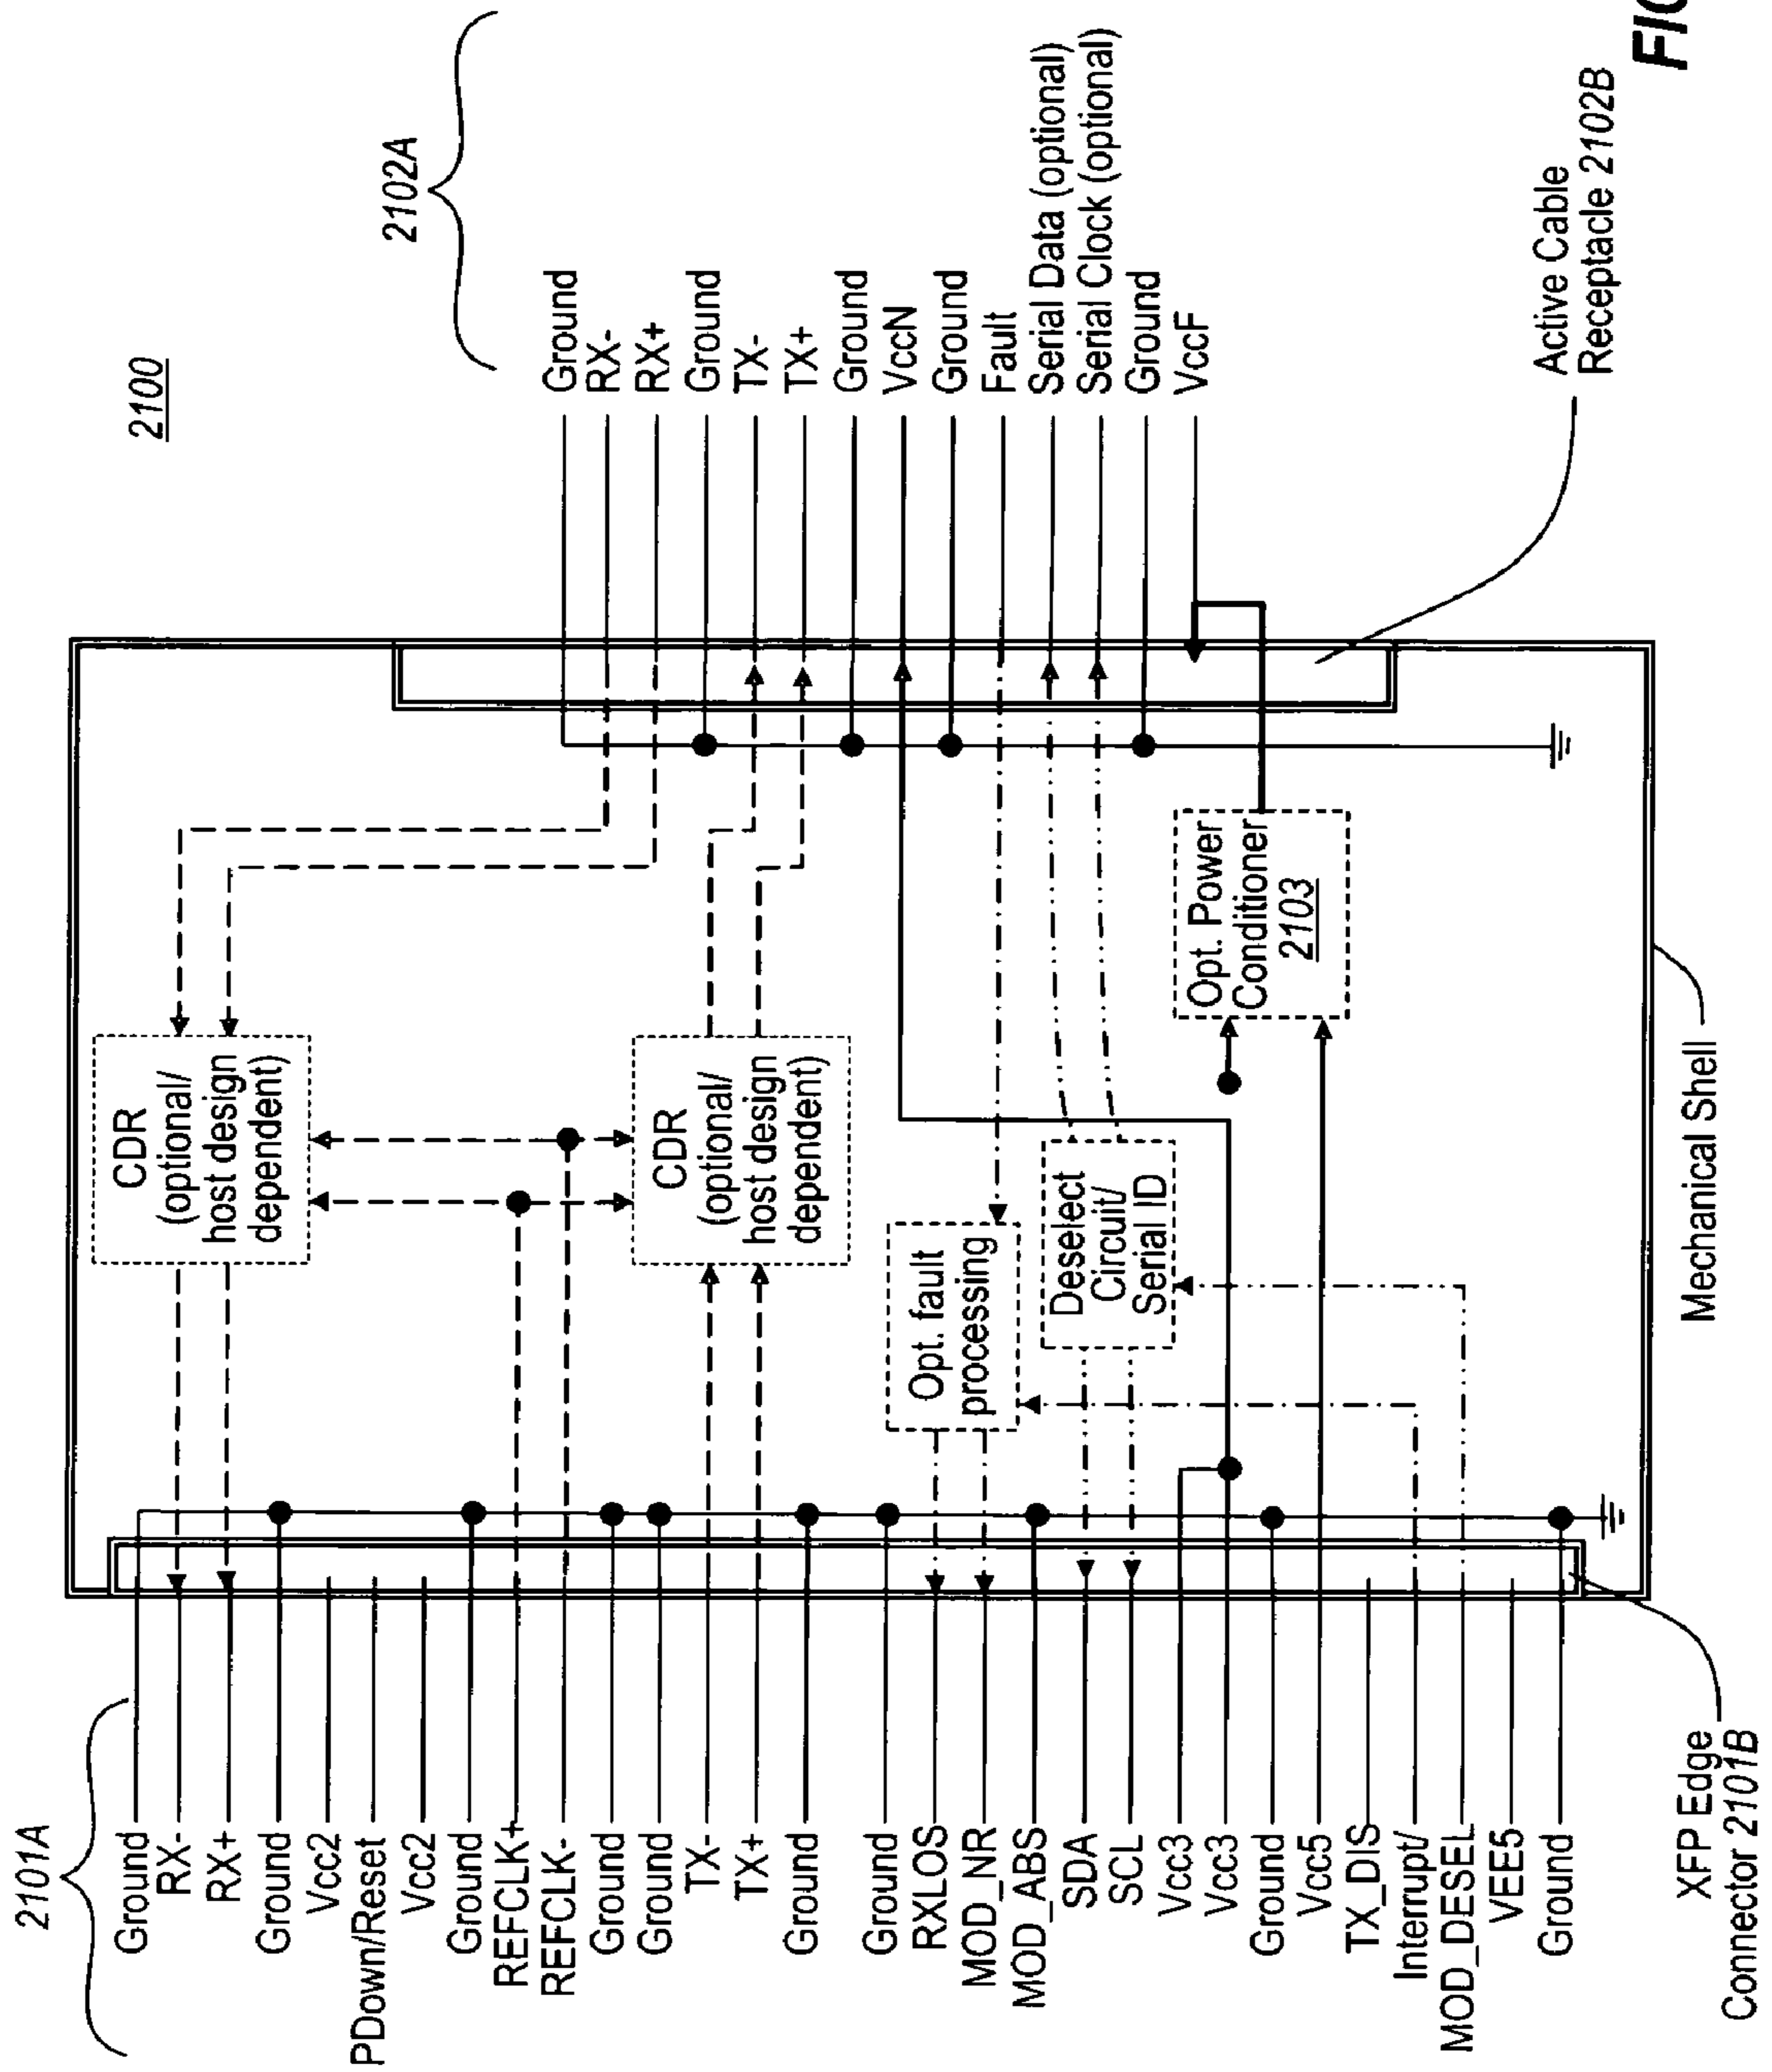 2100
2101A
Ground
RX-
RX+
Ground
Vcc2
PDown/Reset
Vcc2
Ground
REFCLK+
REFCLK-
Ground
Ground
TX-
TX+
Ground
Ground
RXLOS
MOD_NR
MOD_ABS
SDA
SCL
Vcc3
Vcc3
Ground
Vcc5
TX_DIS
Interrupt/
MOD_DESEL
VEE5
Ground
XFP Edge
Connector 2101B
CDR
(optional/
host design
dependent)
CDR
(optional/
host design
dependent)
Opt. fault
processing
Deselect
Circuit/
Serial ID
Opt. Power
Conditioner
2103
Mechanical Shell
2102A
Ground
RX-
RX+
Ground
TX-
TX+
Ground
VccN
Ground
Fault
Serial Data (optional)
Serial Clock (optional)
Ground
VccF
Active Cable
Receptacle 2102B